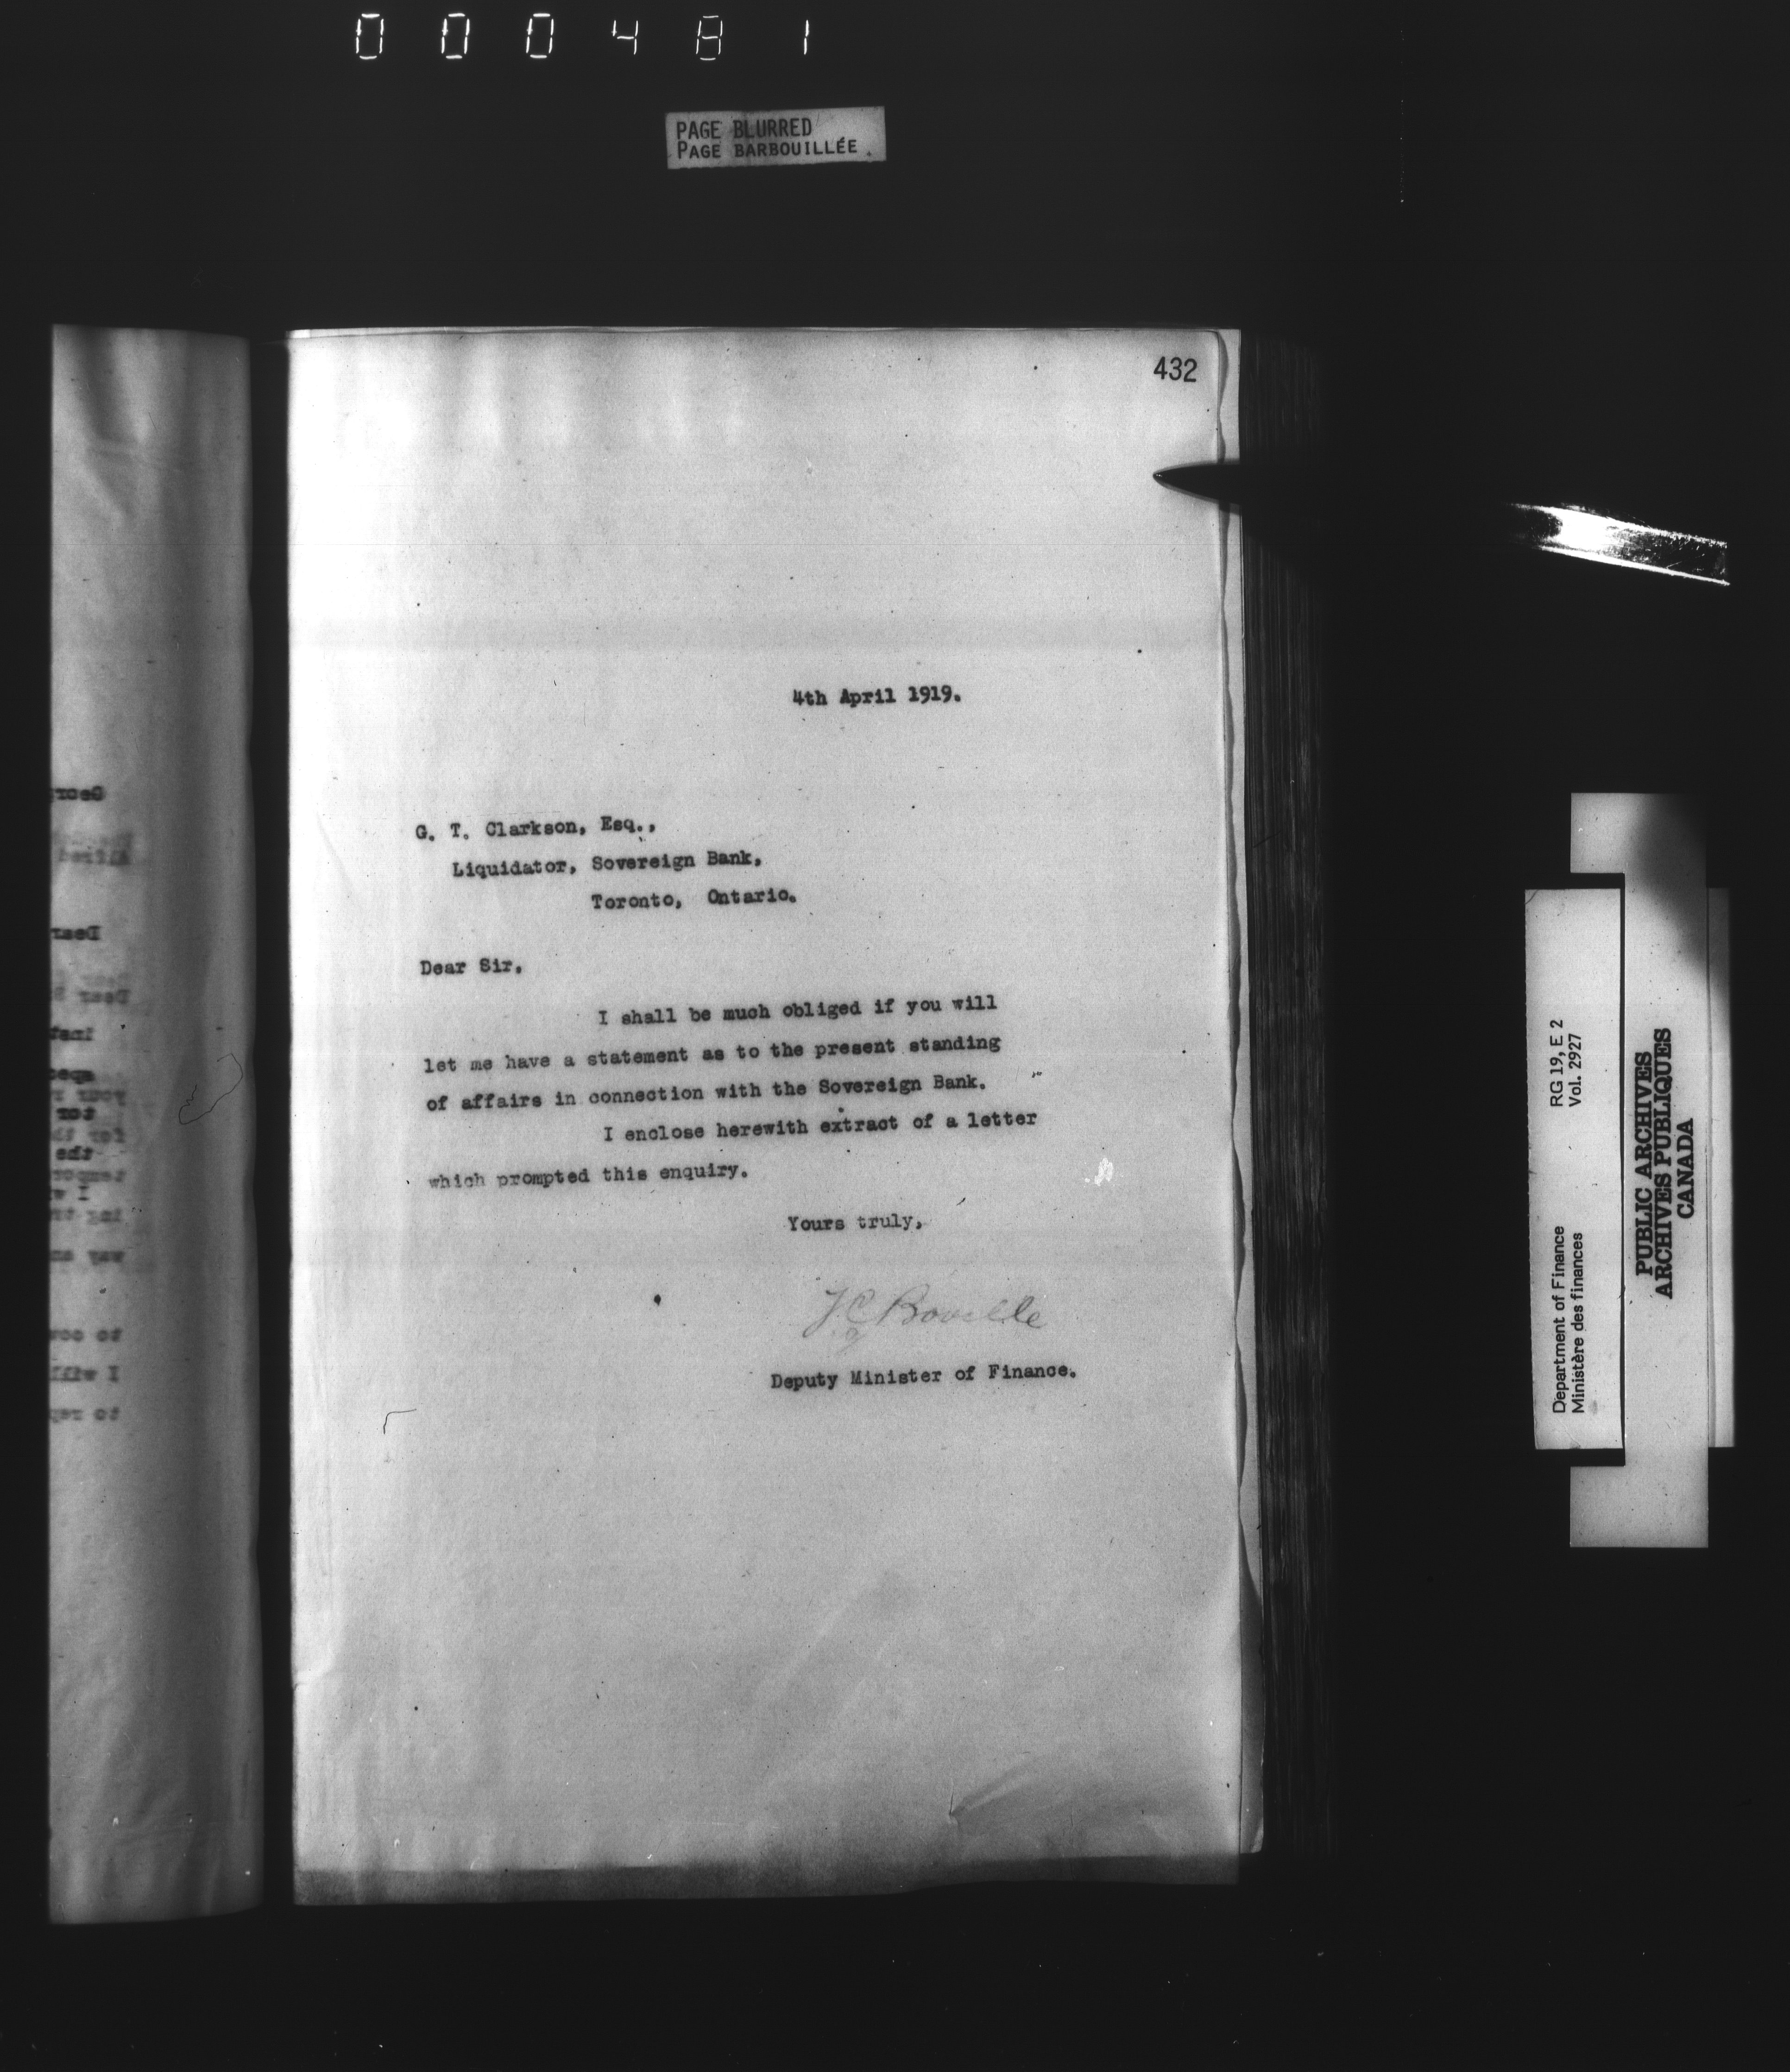 000481
PAGE BLURRED
PAGE BARBOUILLÉE
432
4th April 1919.
G. T. Clarkson, Esq.,
Liquidator, Sovereign Bank,
Toronto, Ontario.
Dear Sir,
I shall be much obliged if you will
let me have a statement as to the present standing
of affairs in connection with the Sovereign Bank.
I enclose herewith extract of a letter
which prompted this enquiry.
Yours truly,
Deputy Minister of Finance.
Department of Finance RG 19, E 2
Ministère des finances Vol. 2927
PUBLIC ARCHIVES
ARCHIVES PUBLIQUES
CANADA